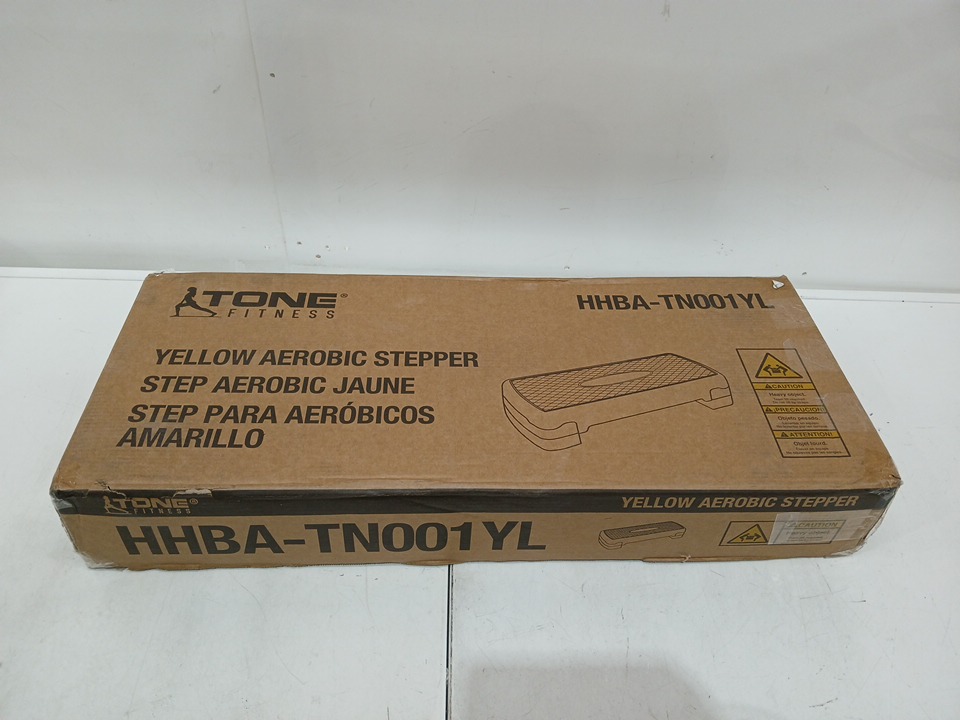 TONE®
FITNESS
HHBA-TN001YL
YELLOW AEROBIC STEPPER
STEP AEROBIC JAUNE
STEP PARA AERÓBICOS
AMARILLO
CAUTION
Heavy object.
¡PRECAUCIÓN!
Objeto pesado.
ATTENTION!
Objet lourd.
TONE®
FITNESS
YELLOW AEROBIC STEPPER
HHBA-TN001YL
CAUTION